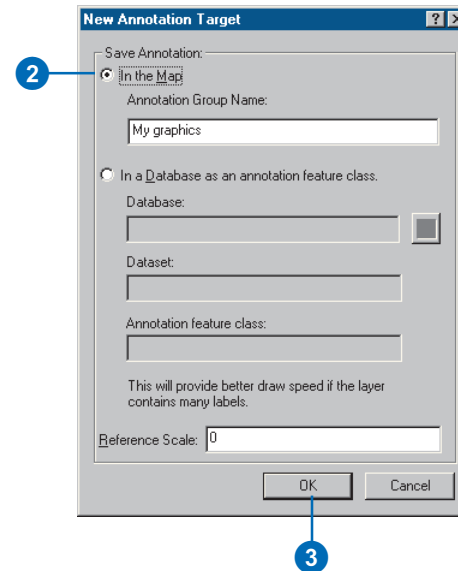 New Annotation Target
?
Save Annotation:
2
In the Map
Annotation Group Name:
My graphics
In a Database as an annotation feature class.
Database:
Dataset:
Annotation feature class:
This will provide better draw speed if the layer
contains many labels.
Reference Scale: 0
OK Cancel
3